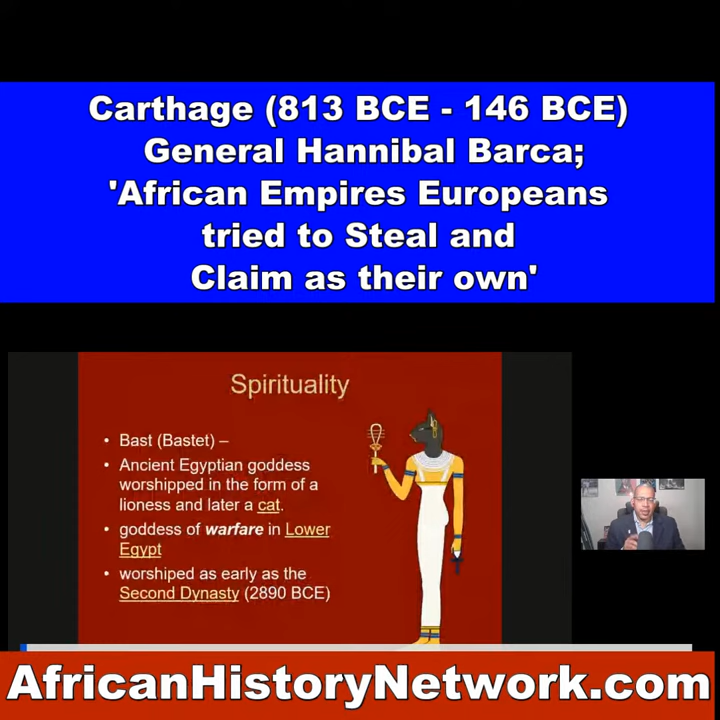 Carthage (813 BCE - 146 BCE)
General Hannibal Barca;
'African Empires Europeans
tried to Steal and
Claim as their own'
Spirituality
• Bast (Bastet) –
• Ancient Egyptian goddess
worshipped in the form of a
lioness and later a cat.
• goddess of warfare in Lower
Egypt
• worshiped as early as the
Second Dynasty (2890 BCE)
AfricanHistoryNetwork.com